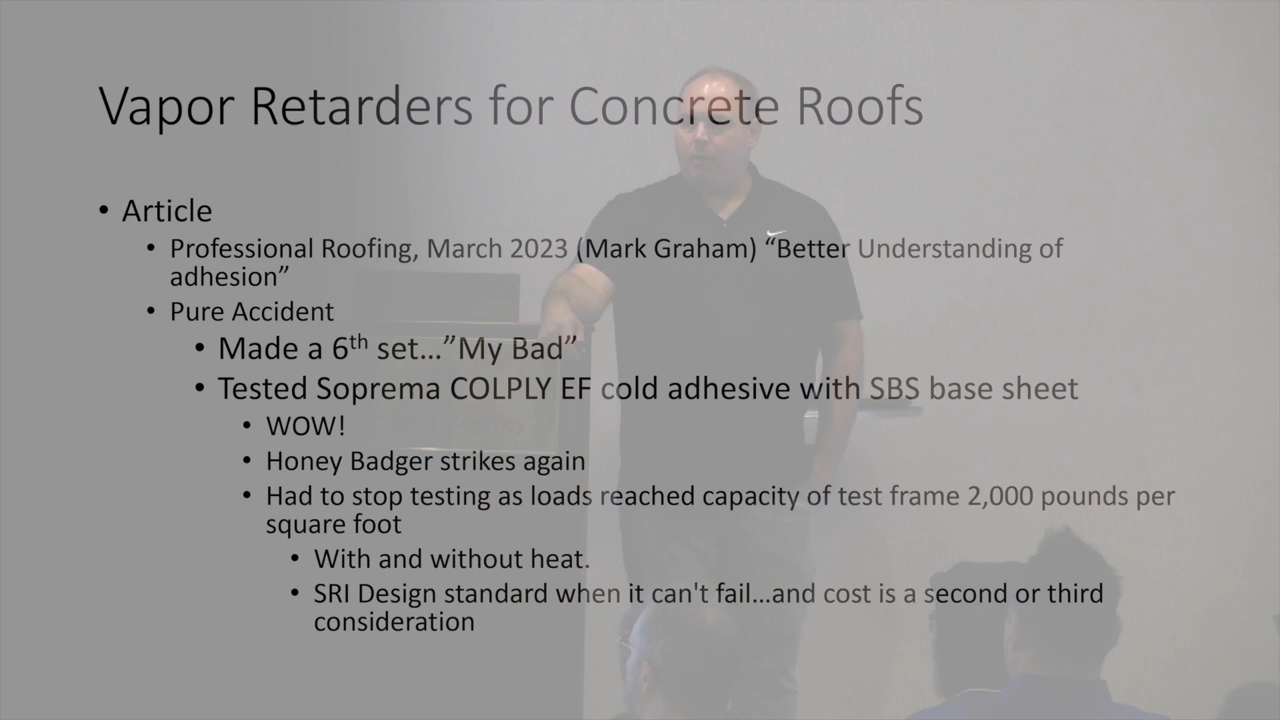 Vapor Retarders for Concrete Roofs
• Article
• Professional Roofing, March 2023 (Mark Graham) “Better Understanding of
adhesion”
• Pure Accident
• Made a 6th set…”My Bad”
• Tested Soprema COLPLY EF cold adhesive with SBS base sheet
• WOW!
• Honey Badger strikes again
• Had to stop testing as loads reached capacity of test frame 2,000 pounds per
square foot
• With and without heat.
• SRI Design standard when it can't fail…and cost is a second or third
consideration